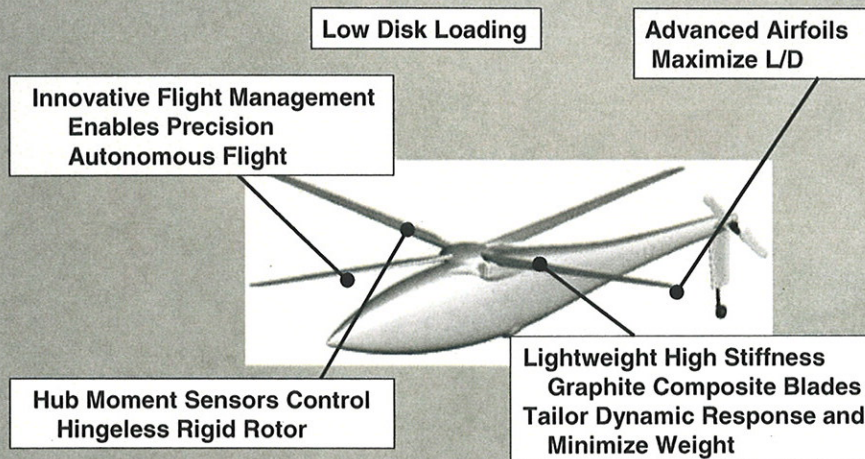 Low Disk Loading
Advanced Airfoils
Maximize L/D
Innovative Flight Management
Enables Precision
Autonomous Flight
Hub Moment Sensors Control
Hingeless Rigid Rotor
Lightweight High Stiffness
Graphite Composite Blades
Tailor Dynamic Response and
Minimize Weight